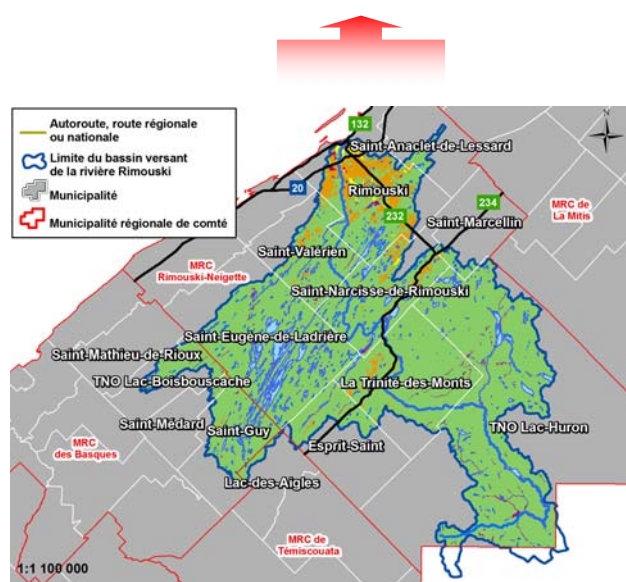 Autoroute, route régionale
ou nationale
Limite du bassin versant
de la rivière Rimouski
Municipalité
Municipalité régionale de comté
132
Saint-Anaclet-de-Lessard
20
Rimouski
232
234
MRC de
La Mitis
Saint-Marcellin
Saint-Valérien
MRC
Rimouski-Neigette
Saint-Narcisse-de-Rimouski
Saint-Eugène-de-Ladrière
Saint-Mathieu-de-Rioux
TNO Lac-Boisbouscache
La Trinité-des-Monts
Saint-Médard
Saint-Guy
TNO Lac-Huron
MRC
des Basques
Esprit-Saint
Lac-des-Aigles
MRC de
Témiscouata
1:1 100 000